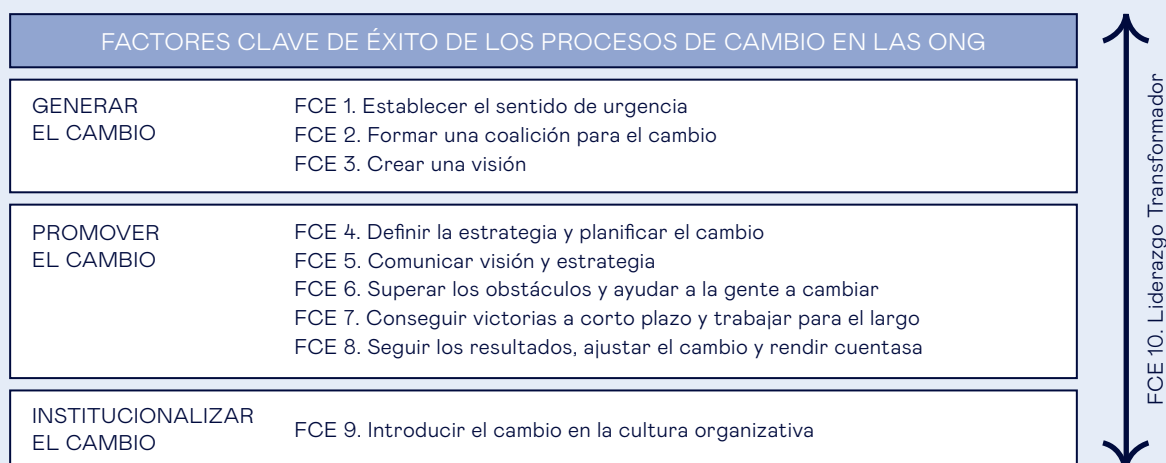 FACTORES CLAVE DE ÉXITO DE LOS PROCESOS DE CAMBIO EN LAS ONG
GENERAR
EL CAMBIO
FCE 1. Establecer el sentido de urgencia
FCE 2. Formar una coalición para el cambio
FCE 3. Crear una visión
PROMOVER
EL CAMBIO
FCE 4. Definir la estrategia y planificar el cambio
FCE 5. Comunicar visión y estrategia
FCE 6. Superar los obstáculos y ayudar a la gente a cambiar
FCE 7. Conseguir victorias a corto plazo y trabajar para el largo
FCE 8. Seguir los resultados, ajustar el cambio y rendir cuentasa
INSTITUCIONALIZAR
EL CAMBIO
FCE 9. Introducir el cambio en la cultura organizativa
FCE 10. Liderazgo Transformador